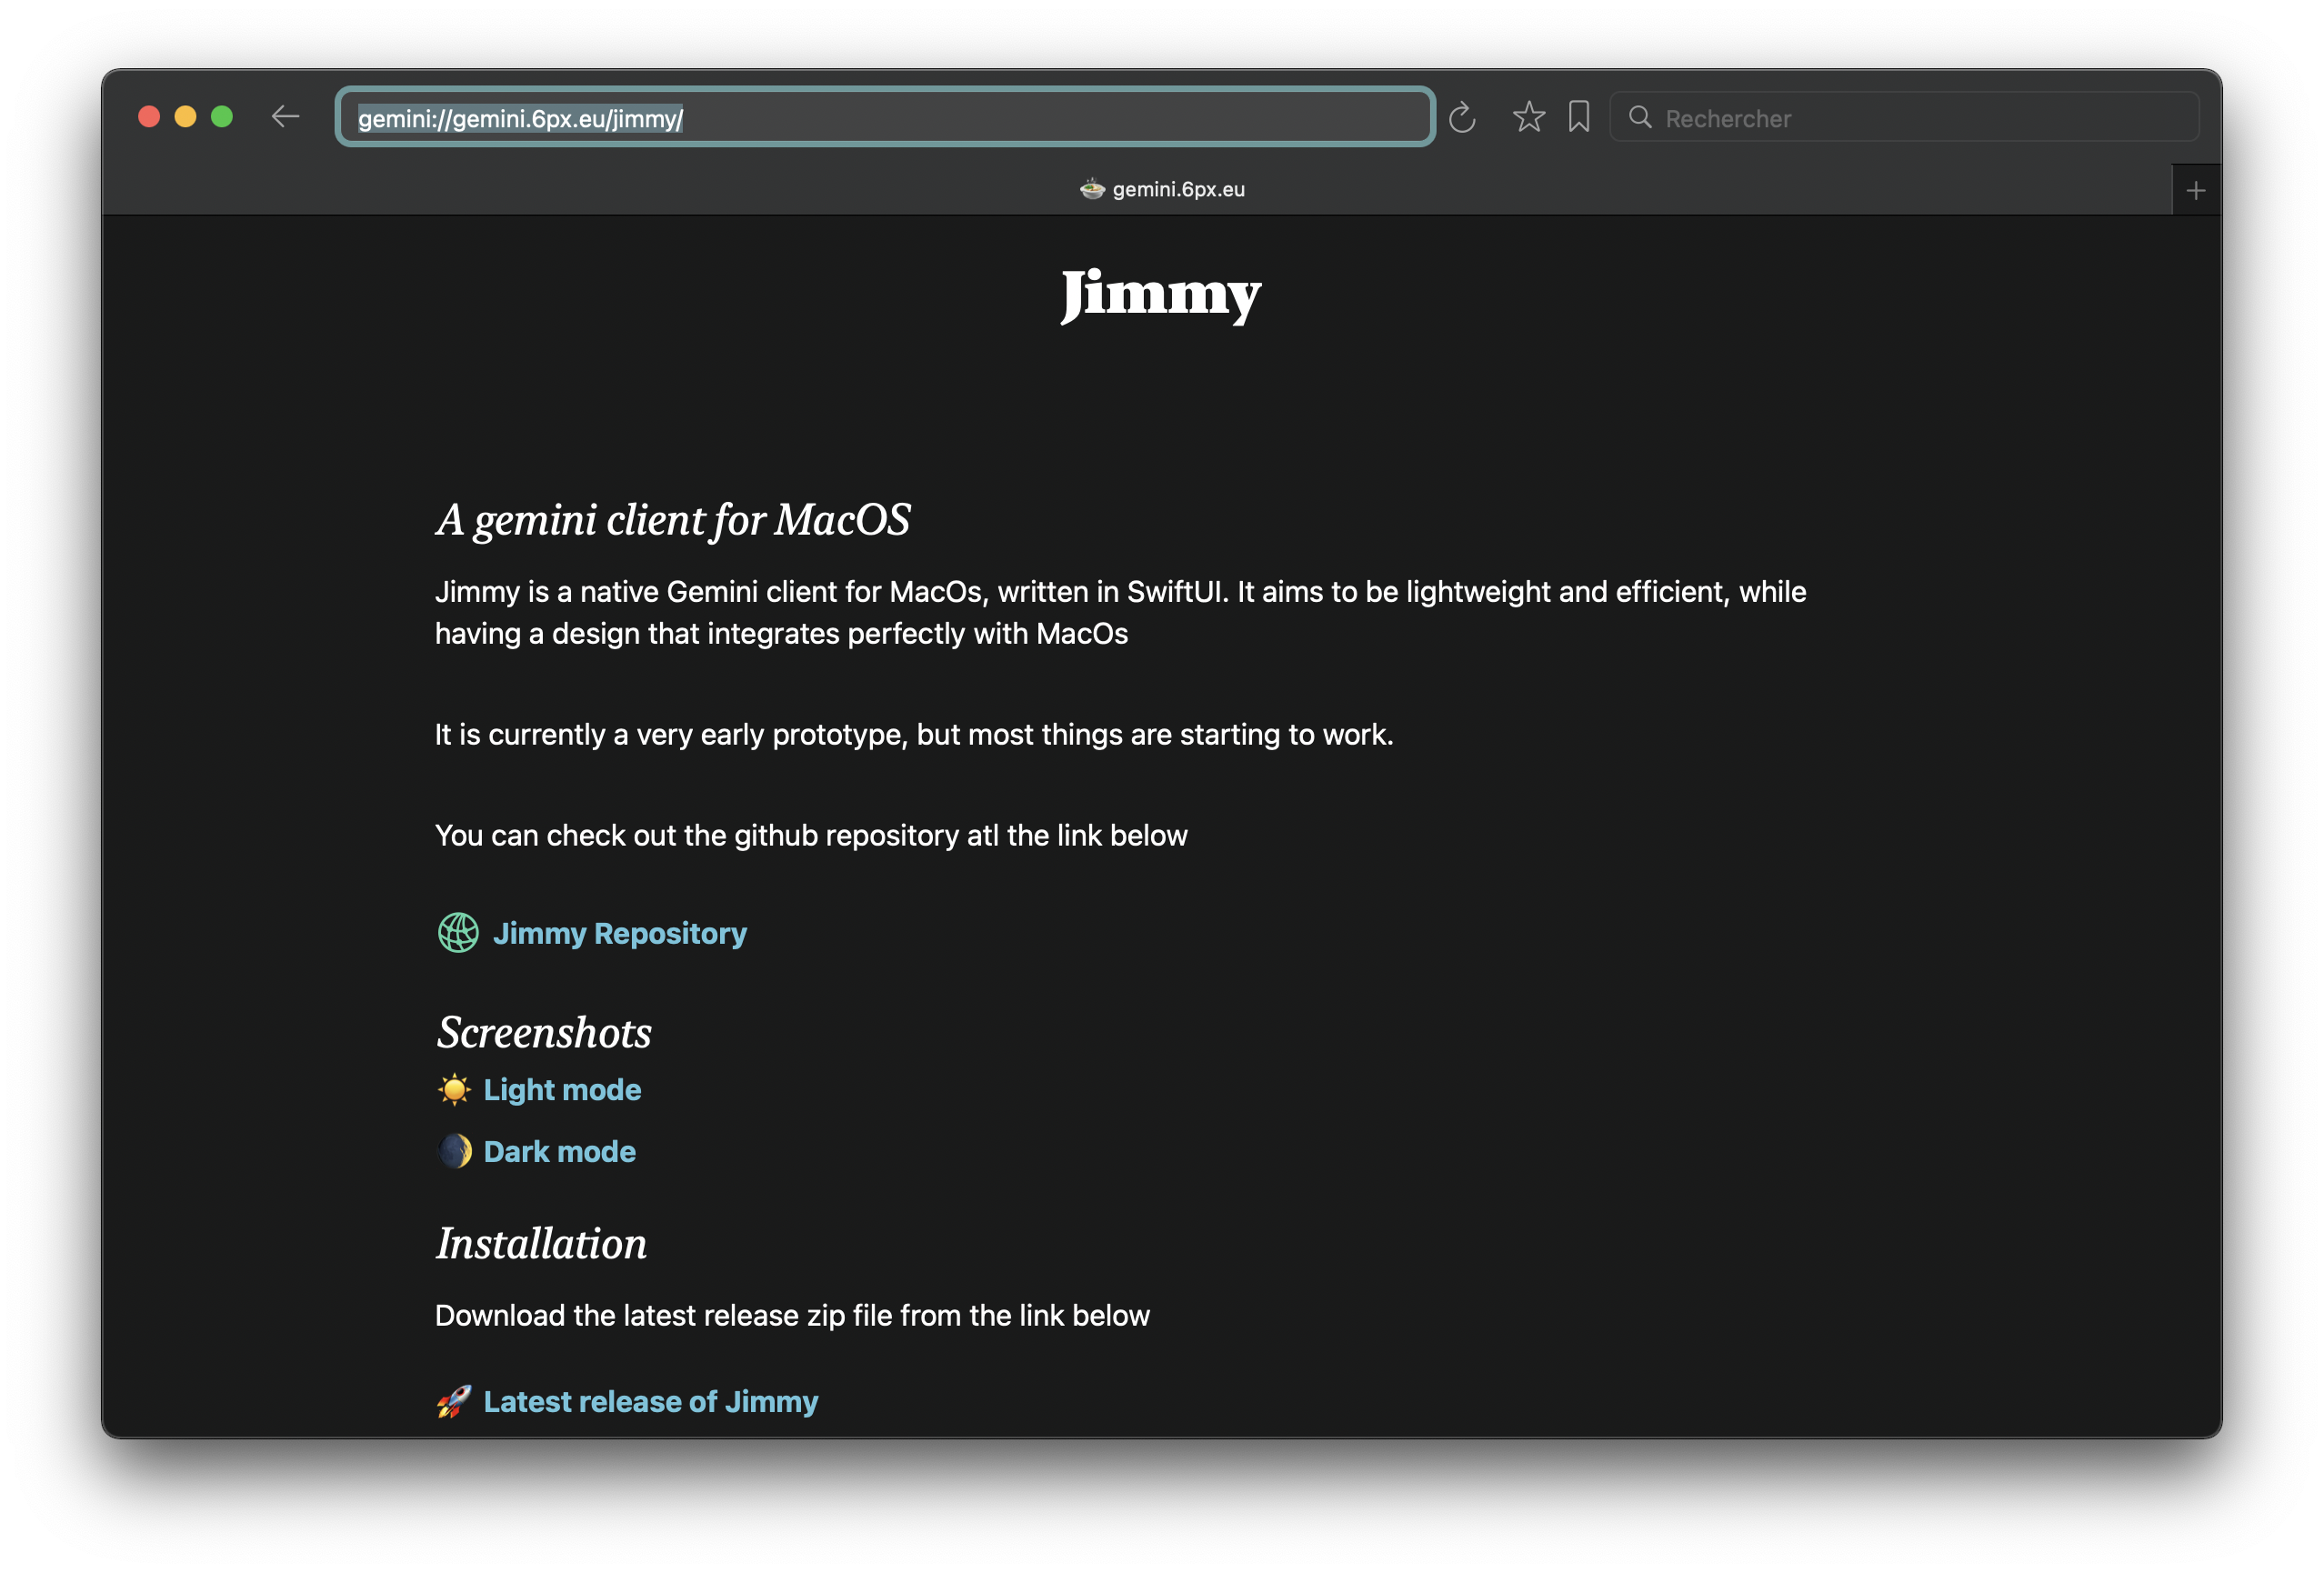 gemini://gemini.6px.eu/jimmy/
Rechercher
gemini.6px.eu
Jimmy
A gemini client for MacOS
Jimmy is a native Gemini client for MacOs, written in SwiftUI. It aims to be lightweight and efficient, while
having a design that integrates perfectly with MacOs
It is currently a very early prototype, but most things are starting to work.
You can check out the github repository atl the link below
Jimmy Repository
Screenshots
Light mode
Dark mode
Installation
Download the latest release zip file from the link below
Latest release of Jimmy